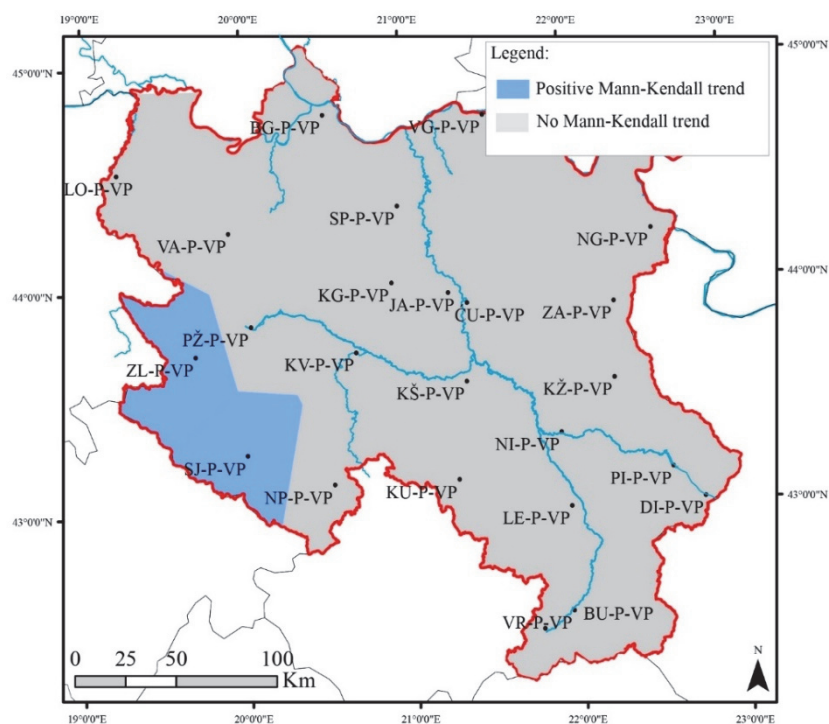 19°0'0"E 20°0'0"E 21°0'0"E 22°0'0"E 23°0'0"E
Legend:
Positive Mann-Kendall trend
No Mann-Kendall trend
45°0'0"N
45°0'0"N
BG-P-VP
VG-P-VP
LO-P-VP
SP-P-VP
VA-P-VP
NG-P-VP
44°0'0"N
44°0'0"N
KG-P-VP
JA-P-VP
ĆU-P-VP
ZA-P-VP
PŽ-P-VP
ZL-P-VP
KV-P-VP
KŠ-P-VP
KŽ-P-VP
NI-P-VP
SJ-P-VP
NP-P-VP
KU-P-VP
PI-P-VP
DI-P-VP
43°0'0"N
43°0'0"N
LE-P-VP
VR-P-VP
BU-P-VP
0 25 50 100
Km
N
19°0'0"E 20°0'0"E 21°0'0"E 22°0'0"E 23°0'0"E